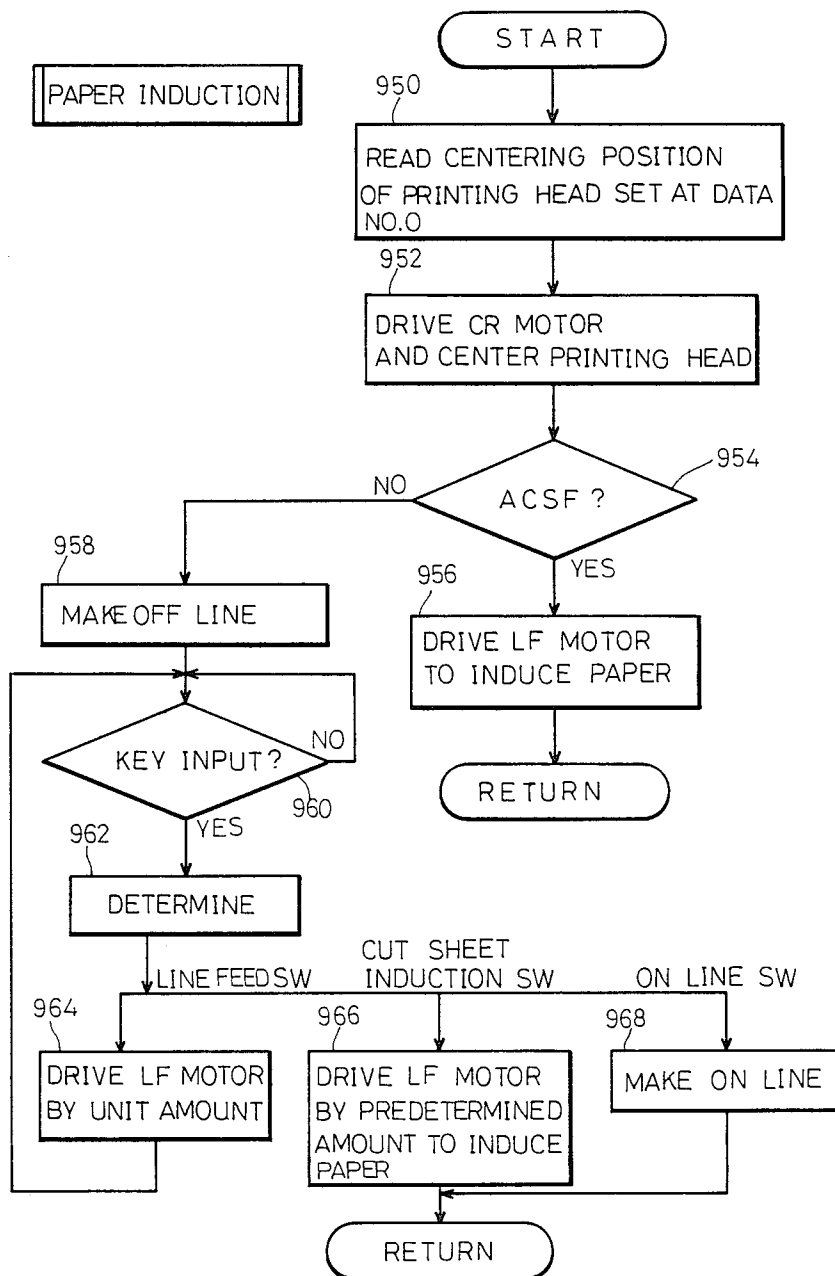 START
PAPER INDUCTION
950
READ CENTERING POSITION
OF PRINTING HEAD SET AT DATA
NO.0
952
DRIVE CR MOTOR
AND CENTER PRINTING HEAD
954
ACSF?
NO
YES
958
MAKE OFF LINE
956
DRIVE LF MOTOR
TO INDUCE PAPER
RETURN
KEY INPUT?
NO
960
YES
962
DETERMINE
LINE FEED SW
CUT SHEET
INDUCTION SW
ON LINE SW
964
DRIVE LF MOTOR
BY UNIT AMOUNT
966
DRIVE LF MOTOR
BY PREDETERMINED
AMOUNT TO INDUCE
PAPER
968
MAKE ON LINE
RETURN